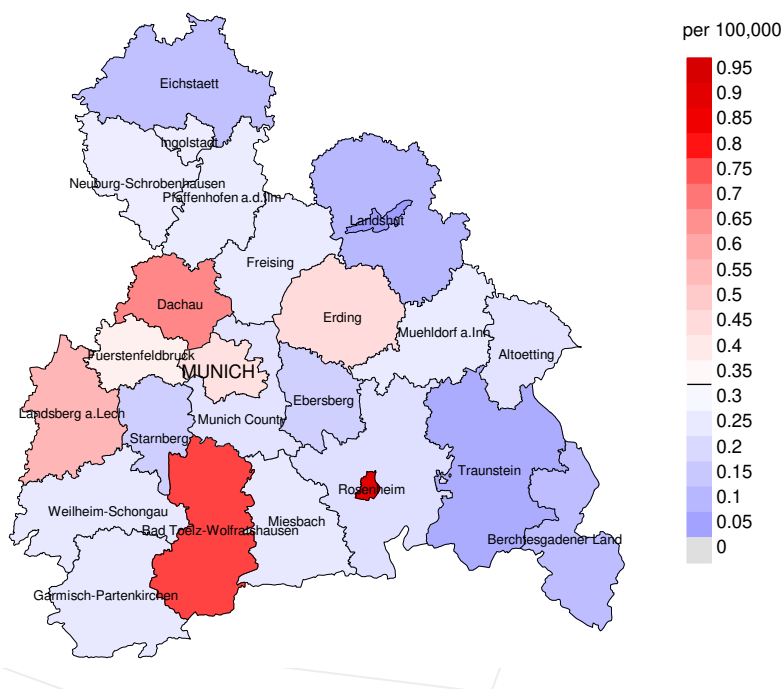 per 100,000
0.95
0.9
0.85
0.8
0.75
0.7
0.65
0.6
0.55
0.5
0.45
0.4
0.35
0.3
0.25
0.2
0.15
0.1
0.05
0
Eichstaett
Ingolstadt
Neuburg-Schrobenhausen
Pfaffenhofen a.d.Ilm
Landshut
Freising
Dachau
Erding
Muehldorf a.Inn
Altoetting
Fuerstenfeldbruck
MUNICH
Ebersberg
Landsberg a.Lech
Munich County
Starnberg
Traunstein
Rosenheim
Weilheim-Schongau
Miesbach
Bad Toelz-Wolfratshausen
Berchtesgadener Land
Garmisch-Partenkirchen